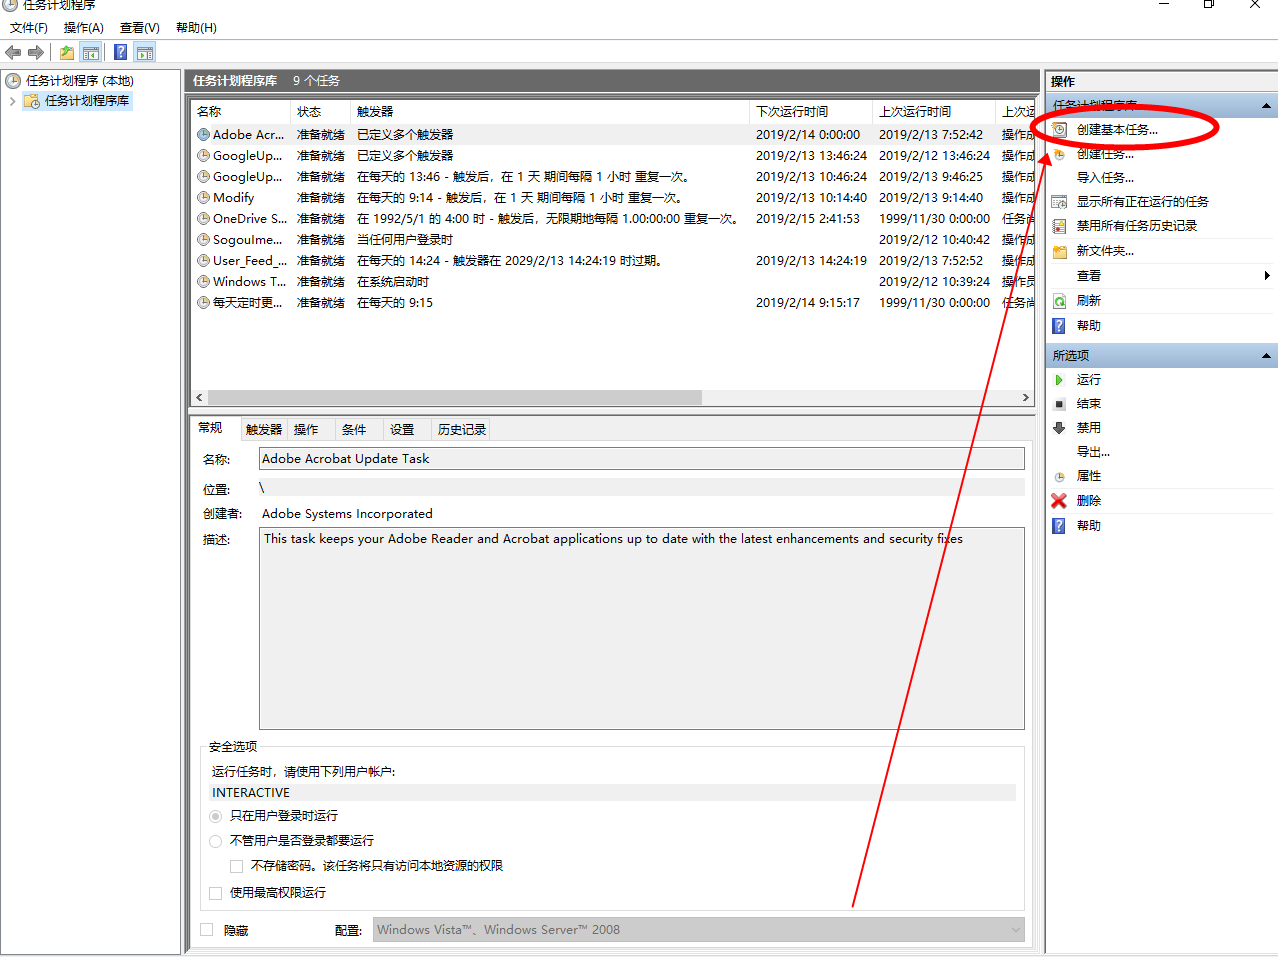 任务计划程序
文件(F) 操作(A) 查看(V) 帮助(H)
任务计划程序 (本地)
任务计划程序库
任务计划程序库 9 个任务
名称 状态 触发器 下次运行时间 上次运行时间 上次运
Adobe Acr... 准备就绪 已定义多个触发器 2019/2/14 0:00:00 2019/2/13 7:52:42 操作成
GoogleUp... 准备就绪 已定义多个触发器 2019/2/13 13:46:24 2019/2/12 13:46:24 操作成
GoogleUp... 准备就绪 在每天的 13:46 - 触发后，在 1 天 期间每隔 1 小时 重复一次。 2019/2/13 10:46:24 2019/2/13 9:46:25 操作成
Modify 准备就绪 在每天的 9:14 - 触发后，在 1 天 期间每隔 1 小时 重复一次。 2019/2/13 10:14:40 2019/2/13 9:14:40 操作成
OneDrive S... 准备就绪 在 1992/5/1 的 4:00 时 - 触发后，无限期地每隔 1.00:00:00 重复一次。 2019/2/15 2:41:53 1999/11/30 0:00:00 任务尚
SogouIme... 准备就绪 当任何用户登录时 2019/2/12 10:40:42 操作成
User_Feed_... 准备就绪 在每天的 14:24 - 触发器在 2029/2/13 14:24:19 时过期。 2019/2/13 14:24:19 2019/2/13 7:52:52 操作成
Windows T... 准备就绪 在系统启动时 2019/2/12 10:39:24 操作员
每天定时更... 准备就绪 在每天的 9:15 2019/2/14 9:15:17 1999/11/30 0:00:00 任务尚
常规 触发器 操作 条件 设置 历史记录
名称: Adobe Acrobat Update Task
位置: \
创建者: Adobe Systems Incorporated
描述: This task keeps your Adobe Reader and Acrobat applications up to date with the latest enhancements and security fixes
安全选项
运行任务时，请使用下列用户帐户:
INTERACTIVE
只在用户登录时运行
不管用户是否登录都要运行
不存储密码。该任务将只有访问本地资源的权限
使用最高权限运行
隐藏 配置: Windows Vista™、Windows Server™ 2008
操作
任务计划程序库
创建基本任务...
创建任务...
导入任务...
显示所有正在运行的任务
禁用所有任务历史记录
新文件夹...
查看
刷新
帮助
所选项
运行
结束
禁用
导出...
属性
删除
帮助